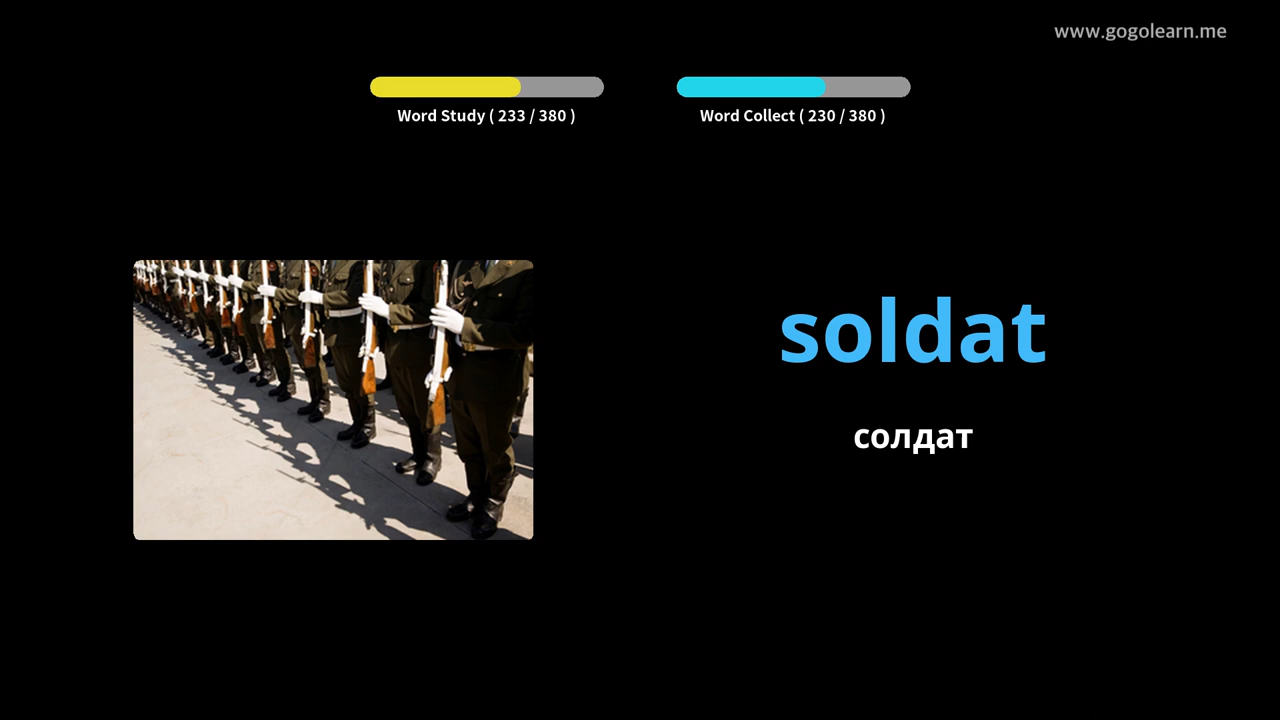 www.gogolearn.me
Word Study ( 233 / 380 )
Word Collect ( 230 / 380 )
soldat
солдат